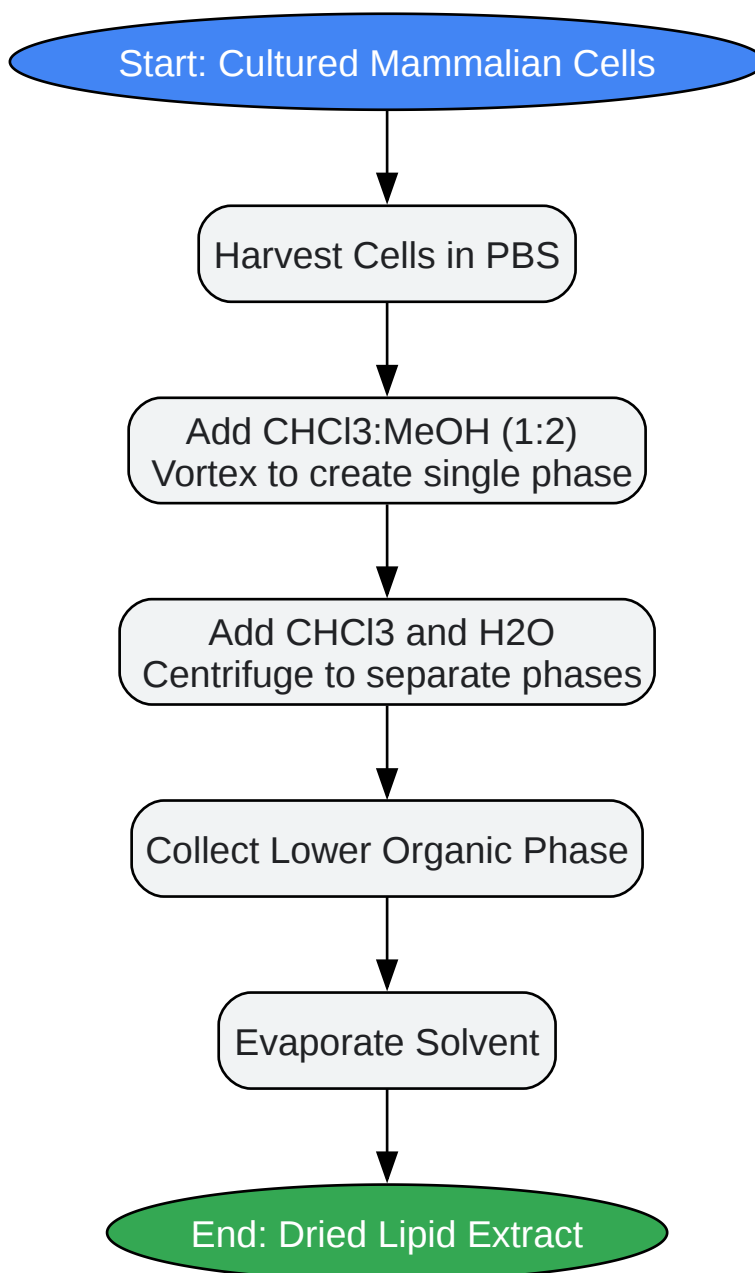 Start: Cultured Mammalian Cells
Harvest Cells in PBS
Add CHCl3:MeOH (1:2)
Vortex to create single phase
Add CHCl3 and H2O
Centrifuge to separate phases
Collect Lower Organic Phase
Evaporate Solvent
End: Dried Lipid Extract